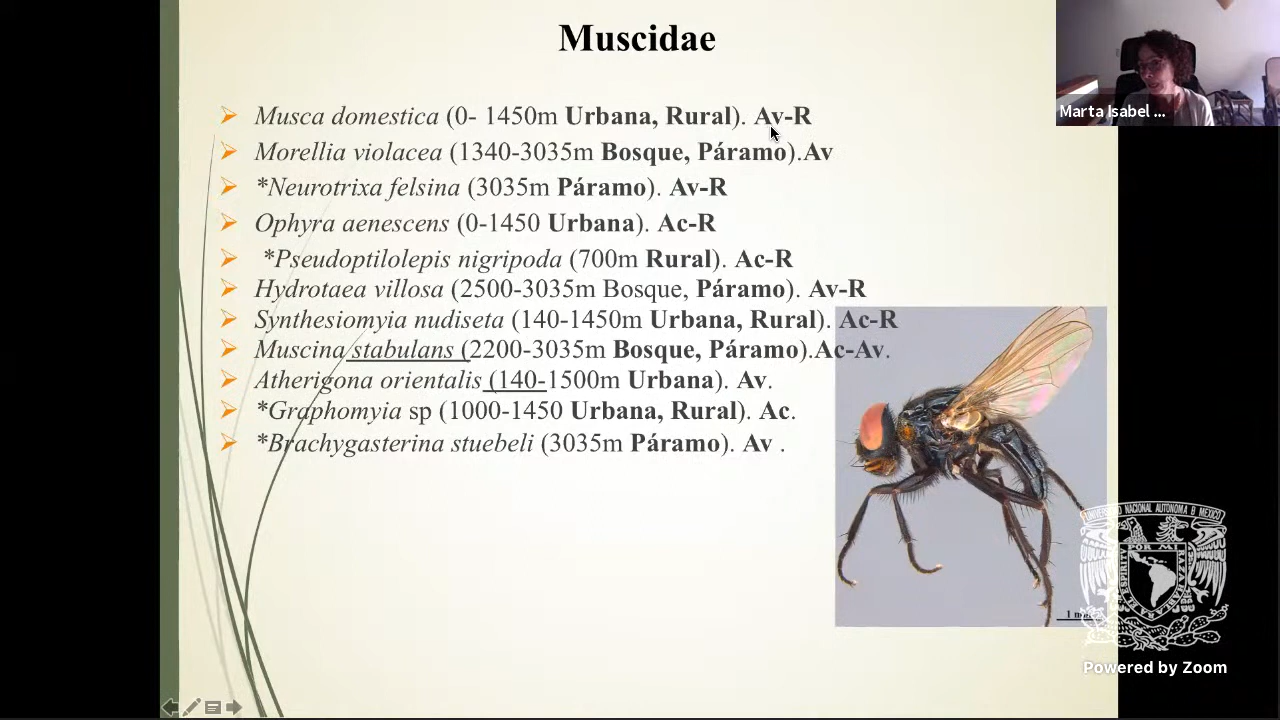 Muscidae
Marta Isabel ...
Musca domestica (0- 1450m Urbana, Rural). Av-R
Morellia violacea (1340-3035m Bosque, Páramo).Av
*Neurotrixa felsina (3035m Páramo). Av-R
Ophyra aenescens (0-1450 Urbana). Ac-R
*Pseudoptilolepis nigripoda (700m Rural). Ac-R
Hydrotaea villosa (2500-3035m Bosque, Páramo). Av-R
Synthesiomyia nudiseta (140-1450m Urbana, Rural). Ac-R
Muscina stabulans (2200-3035m Bosque, Páramo).Ac-Av.
Atherigona orientalis (140-1500m Urbana). Av.
*Graphomyia sp (1000-1450 Urbana, Rural). Ac.
*Brachygasterina stuebeli (3035m Páramo). Av .
POR MI RAZA
Powered by Zoom